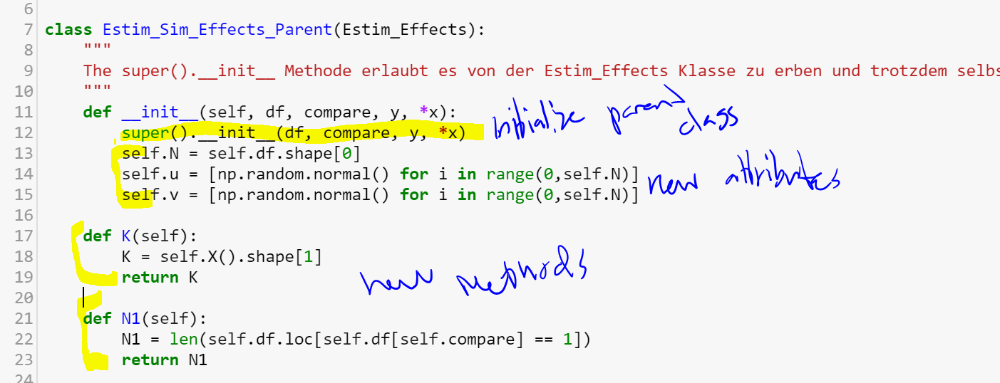 6
7 class Estim_Sim_Effects_Parent(Estim_Effects):
8 """
9 The super().__init__ Methode erlaubt es von der Estim_Effects Klasse zu erben und trotzdem selbs
10 """
11 def __init__(self, df, compare, y, *x): initialize parent class
12 super().__init__(df, compare, y, *x)
13 self.N = self.df.shape[0]
14 self.u = [np.random.normal() for i in range(0,self.N)] new attributes
15 self.v = [np.random.normal() for i in range(0,self.N)]
16
17 def K(self):
18 K = self.X().shape[1]
19 return K new methods
20
21 def N1(self):
22 N1 = len(self.df.loc[self.df[self.compare] == 1])
23 return N1
24